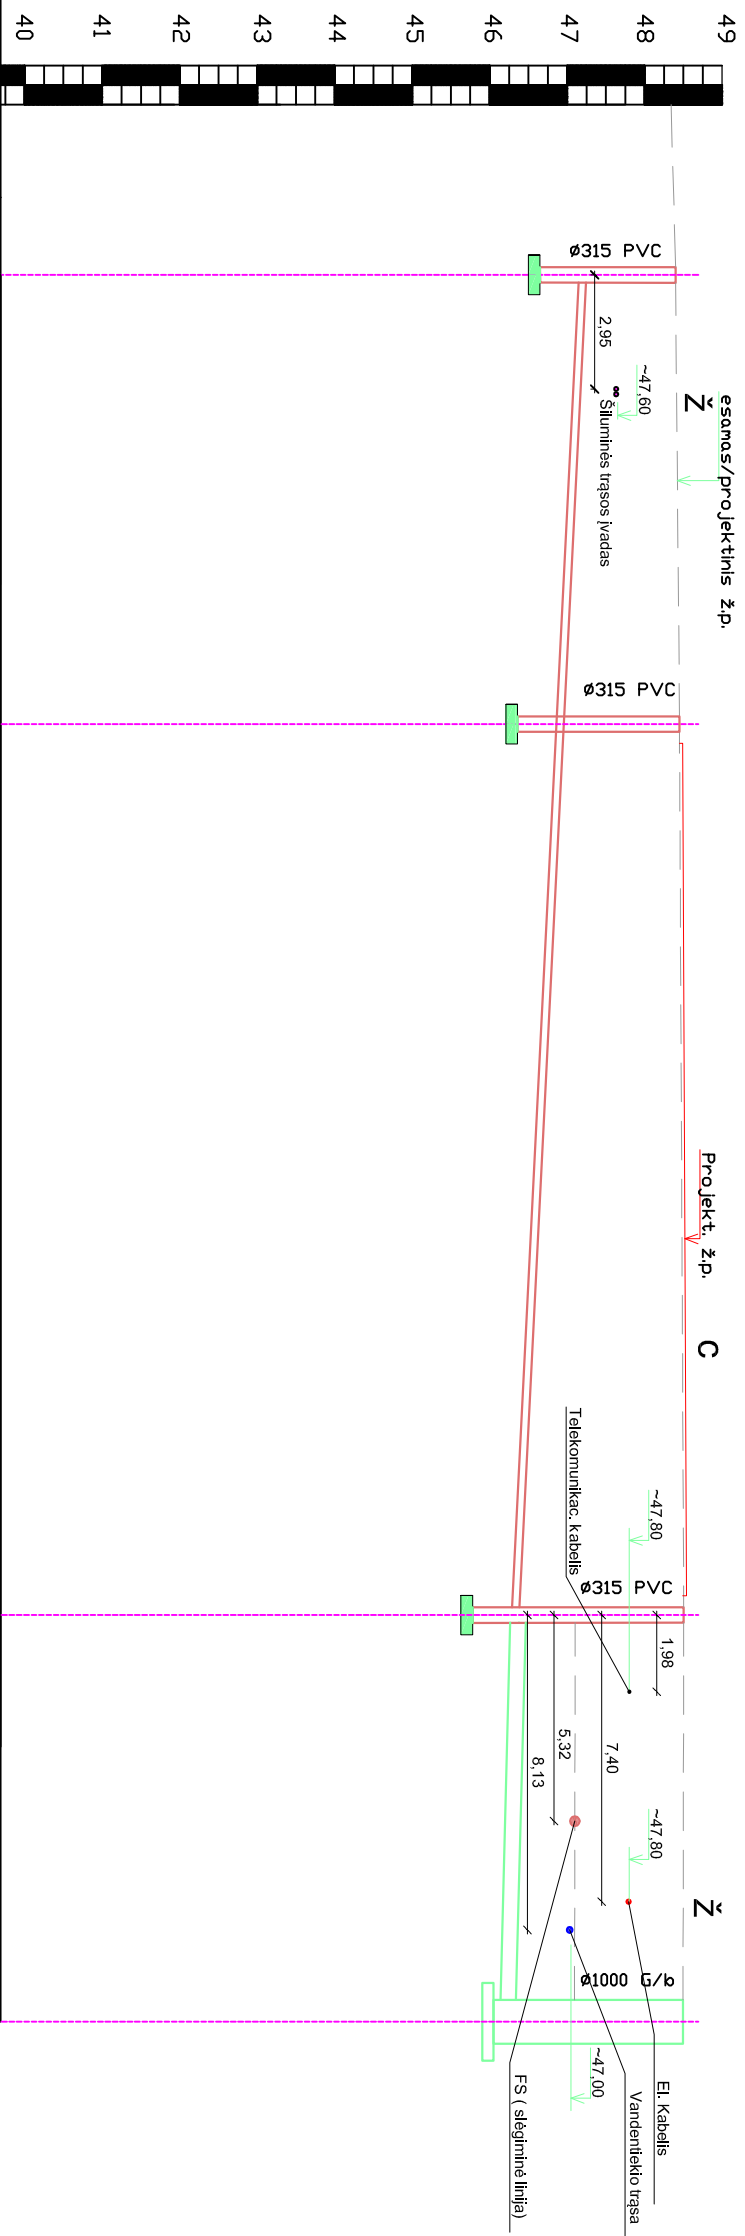 49
48
47
46
45
44
43
42
41
40
ø315 PVC
2,95
~47,60
Šiluminės trąsos įvadas
Ž
esamas/projektinis ž.p.
ø315 PVC
Projekt. ž.p.
C
Telekomunikac. kabelis
~47,80
ø315 PVC
1,98
7,40
5,32
8,13
~47,80
Ž
ø1000 G/b
~47,00
El. Kabelis
Vandentiekio trąsa
FS ( slėgiminė linija)